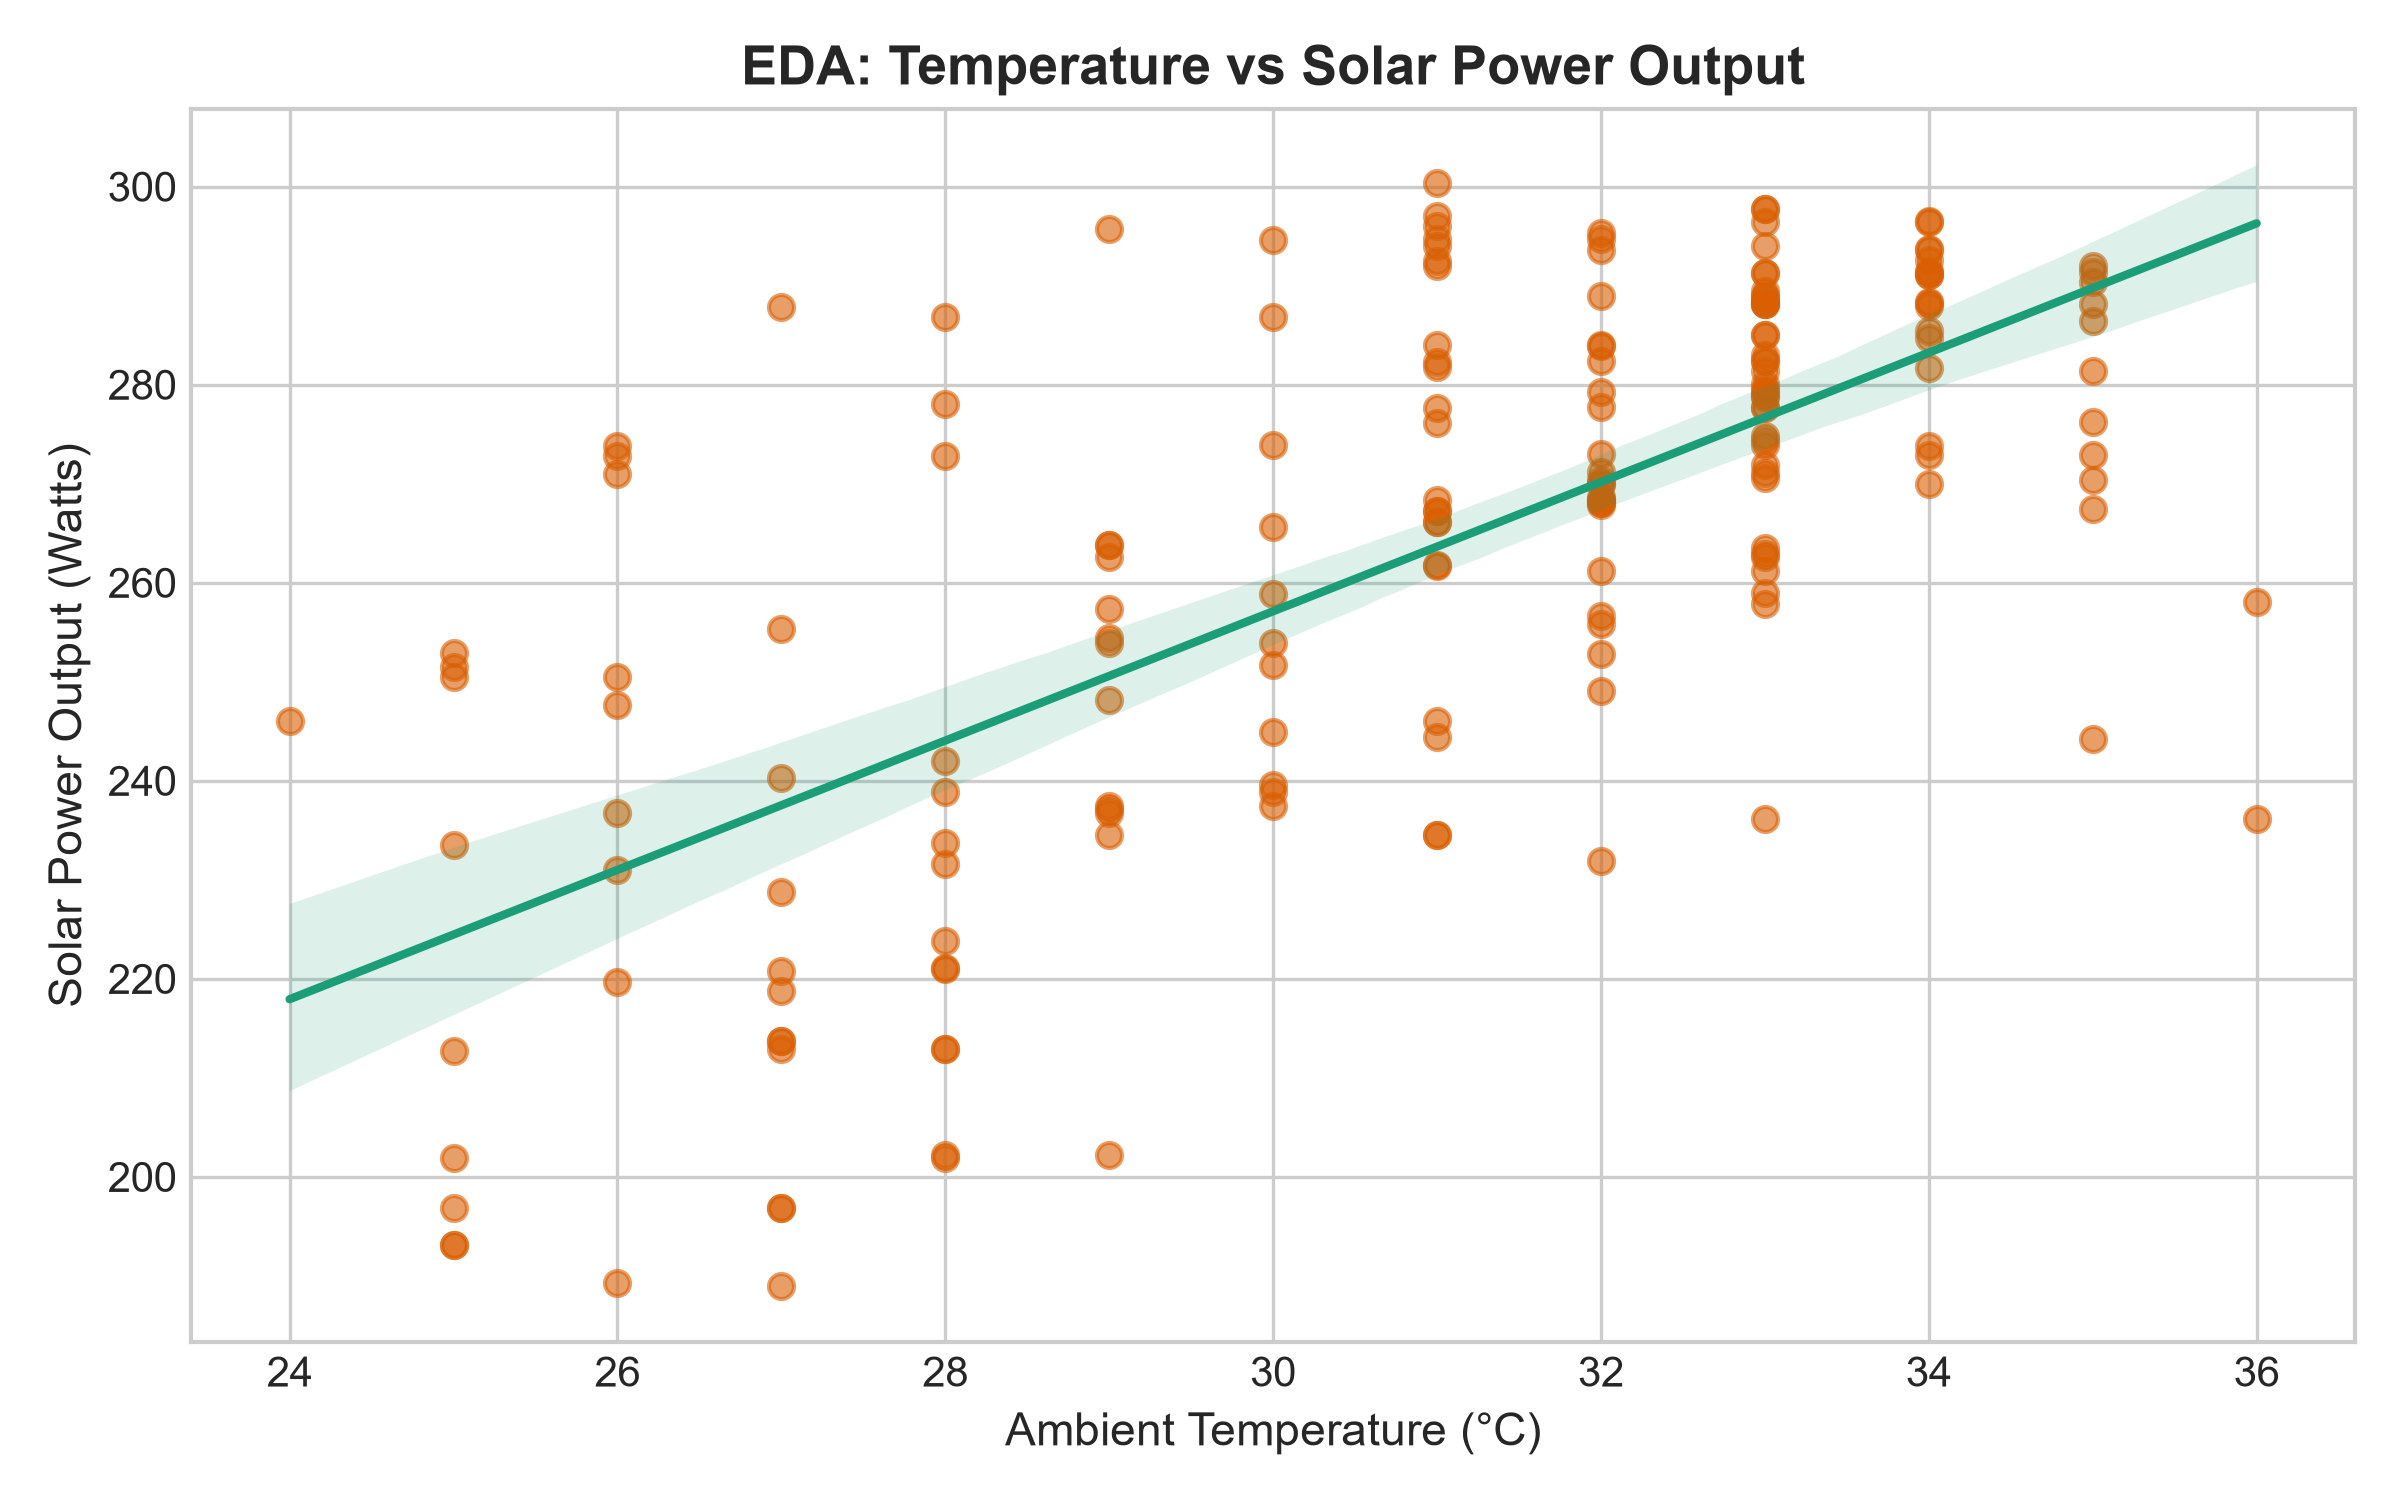 EDA: Temperature vs Solar Power Output
300
280
260
240
220
200
Solar Power Output (Watts)
24 26 28 30 32 34 36
Ambient Temperature (°C)